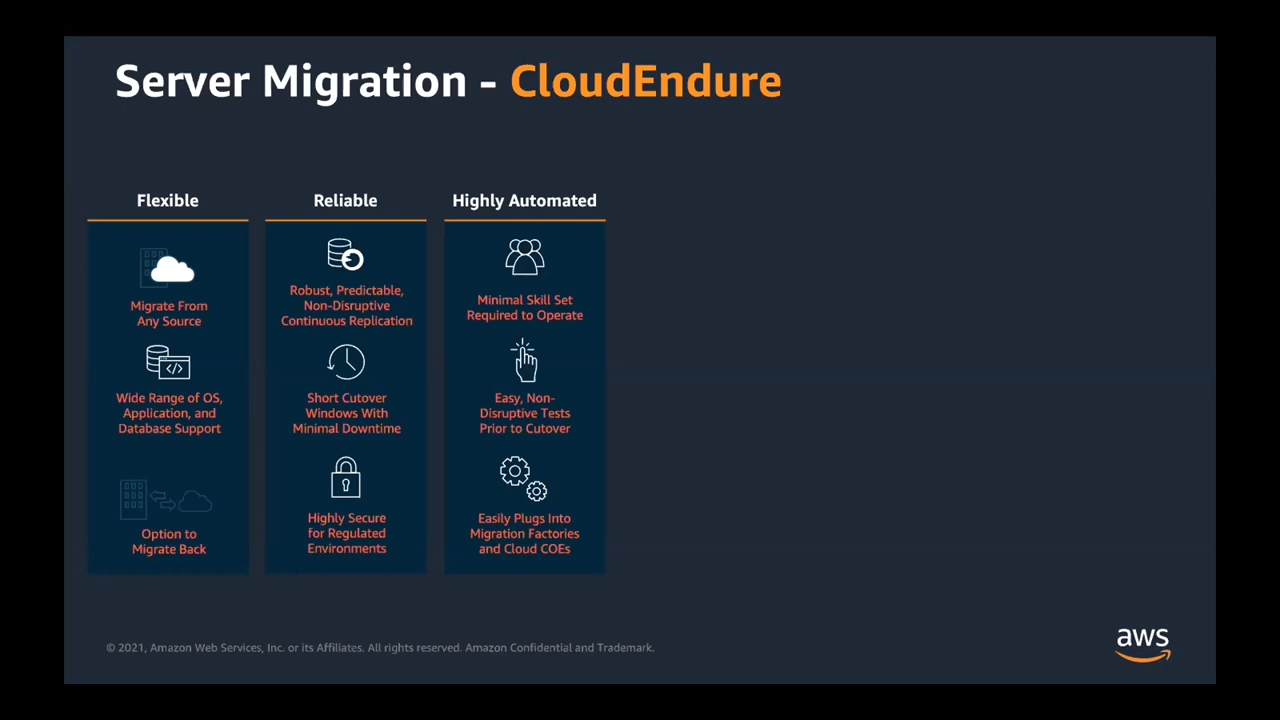 Server Migration - CloudEndure
Flexible
Migrate From
Any Source
Wide Range of OS,
Application, and
Database Support
Option to
Migrate Back
Reliable
Robust, Predictable,
Non-Disruptive
Continuous Replication
Short Cutover
Windows With
Minimal Downtime
Highly Secure
for Regulated
Environments
Highly Automated
Minimal Skill Set
Required to Operate
Easy, Non-
Disruptive Tests
Prior to Cutover
Easily Plugs Into
Migration Factories
and Cloud COEs
© 2021, Amazon Web Services, Inc. or its Affiliates. All rights reserved. Amazon Confidential and Trademark.
aws